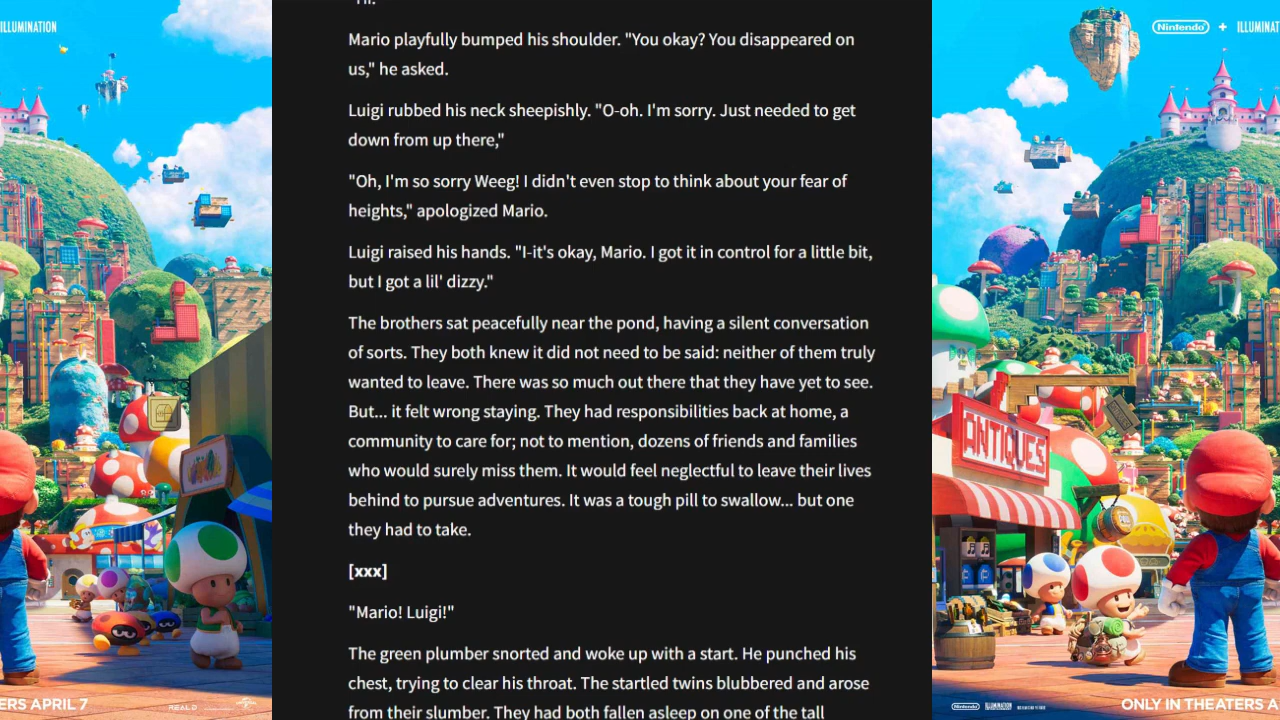 "Hi."
Mario playfully bumped his shoulder. "You okay? You disappeared on
us," he asked.
Luigi rubbed his neck sheepishly. "O-oh. I'm sorry. Just needed to get
down from up there,"
"Oh, I'm so sorry Weeg! I didn't even stop to think about your fear of
heights," apologized Mario.
Luigi raised his hands. "I-it's okay, Mario. I got it in control for a little bit,
but I got a lil' dizzy."
The brothers sat peacefully near the pond, having a silent conversation
of sorts. They both knew it did not need to be said: neither of them truly
wanted to leave. There was so much out there that they have yet to see.
But... it felt wrong staying. They had responsibilities back at home, a
community to care for; not to mention, dozens of friends and families
who would surely miss them. It would feel neglectful to leave their lives
behind to pursue adventures. It was a tough pill to swallow... but one
they had to take.
[xxx]
"Mario! Luigi!"
The green plumber snorted and woke up with a start. He punched his
chest, trying to clear his throat. The startled twins blubbered and arose
from their slumber. They had both fallen asleep on one of the tall
ILLUMINATION
ERS APRIL 7
REALD
Nintendo + ILLUMINAT
ANTIQUES
Nintendo ILLUMINATION
ONLY IN THEATERS A